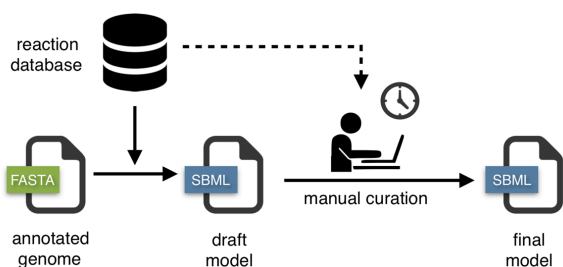 reaction
database
FASTA
SBML
SBML
manual curation
annotated
genome
draft
model
final
model